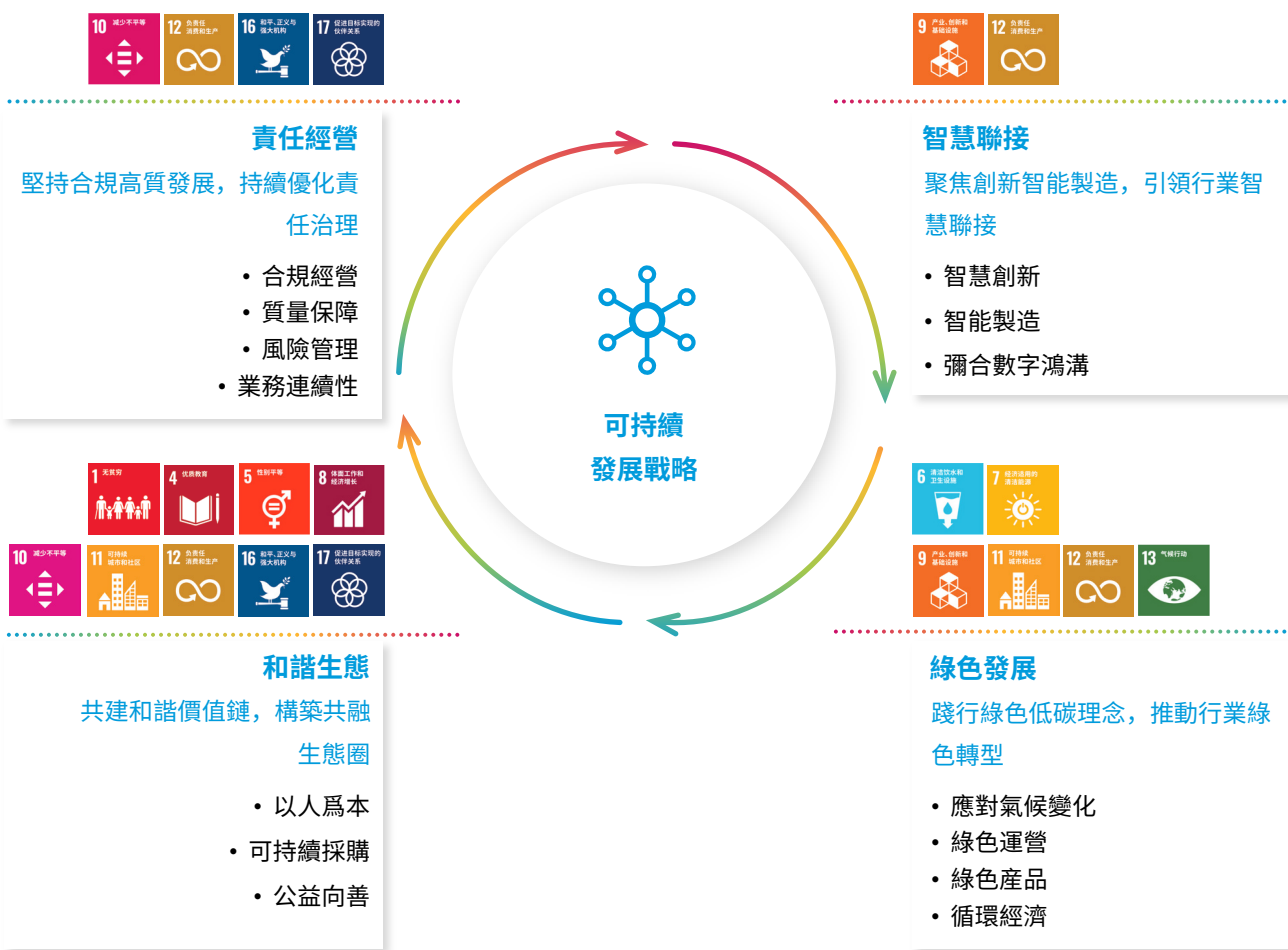 10 减少不平等
12 负责任
消费和生产
16 和平、正义与
强大机构
17 促进目标实现的
伙伴关系
責任經營
堅持合規高質發展，持續優化責
任治理
• 合規經營
• 質量保障
• 風險管理
• 業務連續性
9 产业、创新和
基础设施
12 负责任
消费和生产
智慧聯接
聚焦創新智能製造，引領行業智
慧聯接
• 智慧創新
• 智能製造
• 彌合數字鴻溝
可持續
發展戰略
1 无贫穷
4 优质教育
5 性别平等
8 体面工作和
经济增长
10 减少不平等
11 可持续
城市和社区
12 负责任
消费和生产
16 和平、正义与
强大机构
17 促进目标实现的
伙伴关系
和諧生態
共建和諧價值鏈，構築共融
生態圈
• 以人爲本
• 可持續採購
• 公益向善
6 清洁饮水和
卫生设施
7 经济适用的
清洁能源
9 产业、创新和
基础设施
11 可持续
城市和社区
12 负责任
消费和生产
13 气候行动
綠色發展
踐行綠色低碳理念，推動行業綠
色轉型
• 應對氣候變化
• 綠色運營
• 綠色產品
• 循環經濟